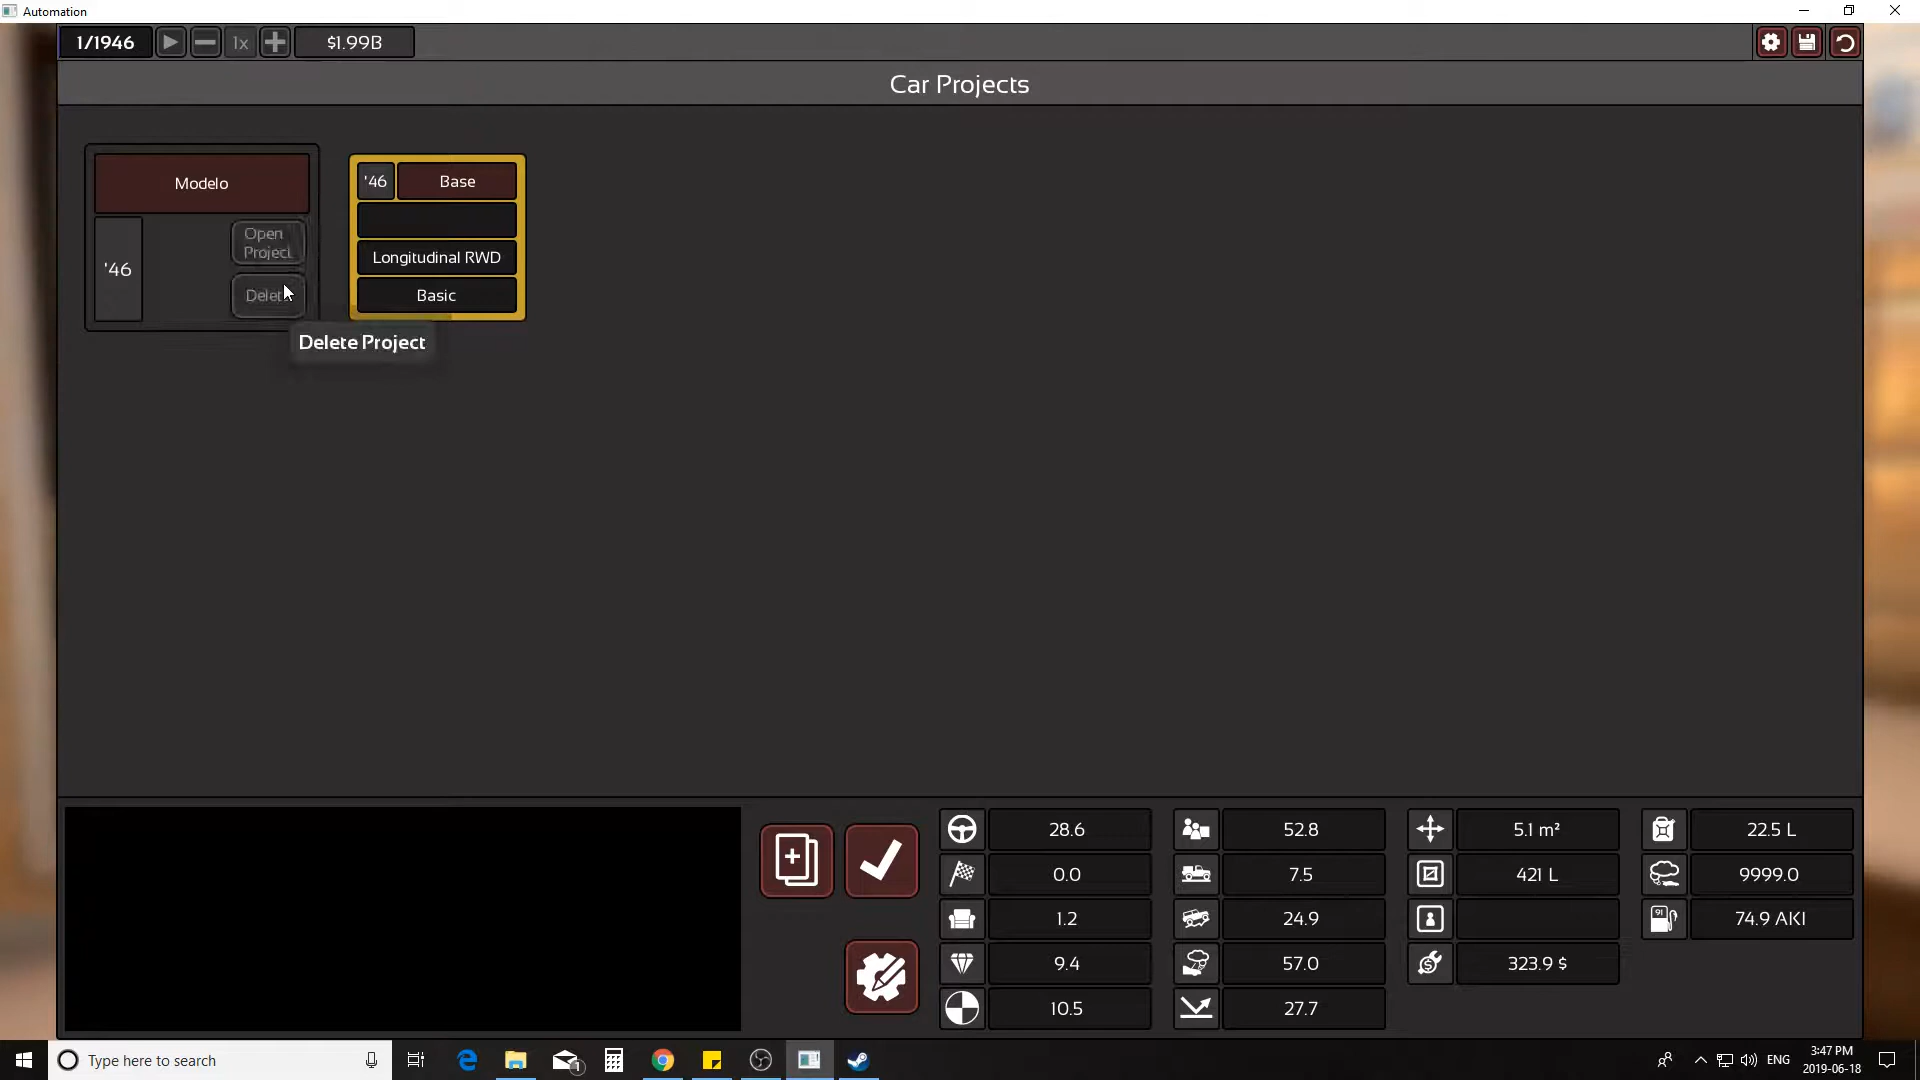 Automation
1/1946
1x
$1.99B
Car Projects
Modelo
'46
Open
Project
Delete
Delete Project
'46
Base
Longitudinal RWD
Basic
28.6
52.8
5.1 m²
22.5 L
0.0
7.5
421 L
9999.0
1.2
24.9
91
74.9 AKI
9.4
57.0
323.9 $
10.5
27.7
Type here to search
1
ENG
3:47 PM
2019-06-18